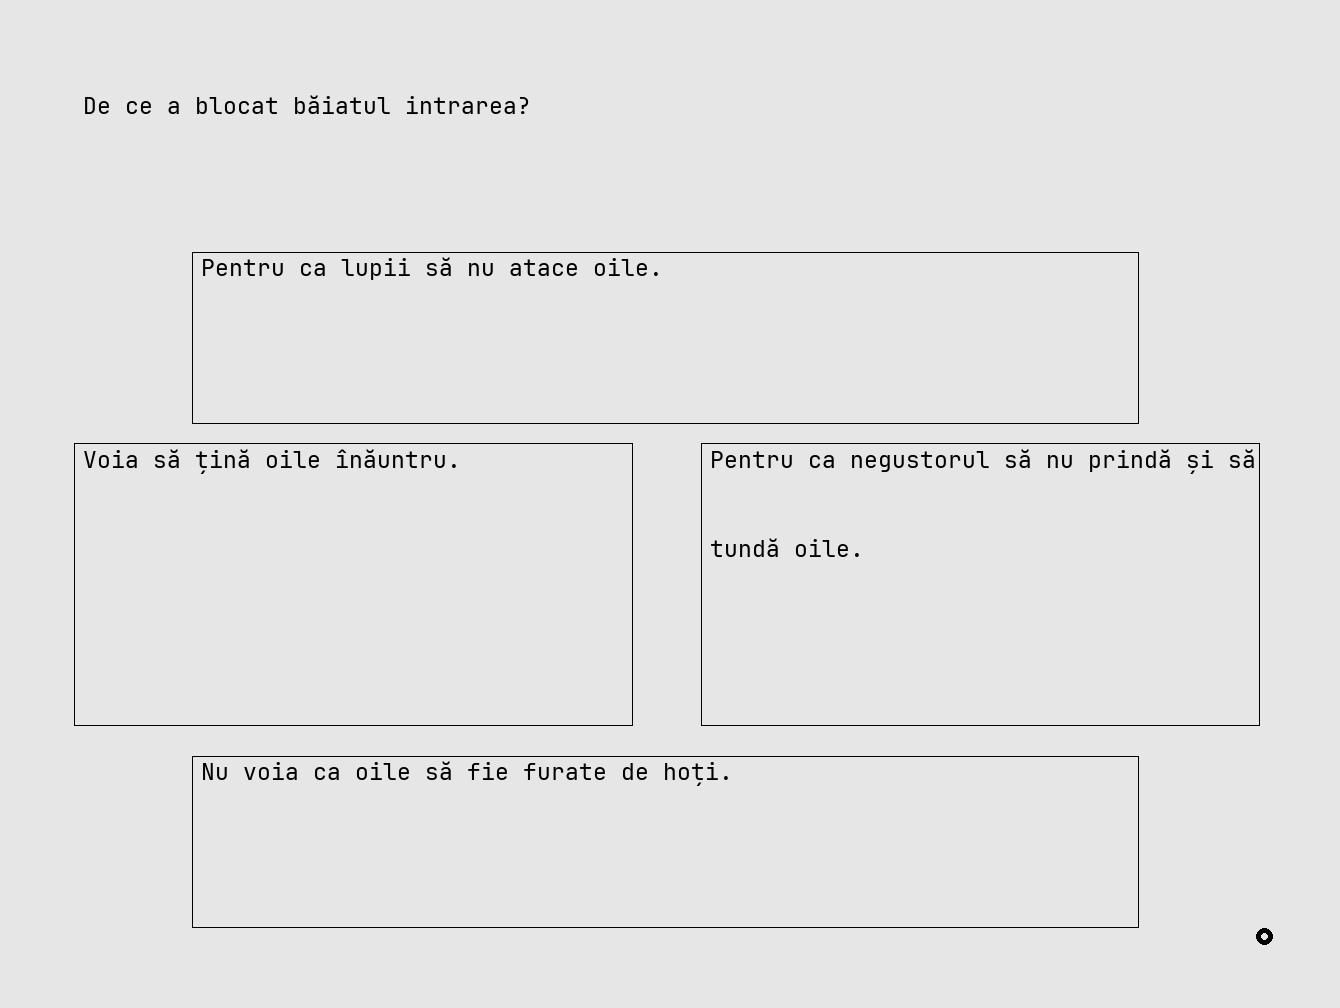 De ce a blocat băiatul intrarea?
Pentru ca lupii să nu atace oile.
Voia să țină oile înăuntru.
Pentru ca negustorul să nu prindă și să
tundă oile.
Nu voia ca oile să fie furate de hoți.